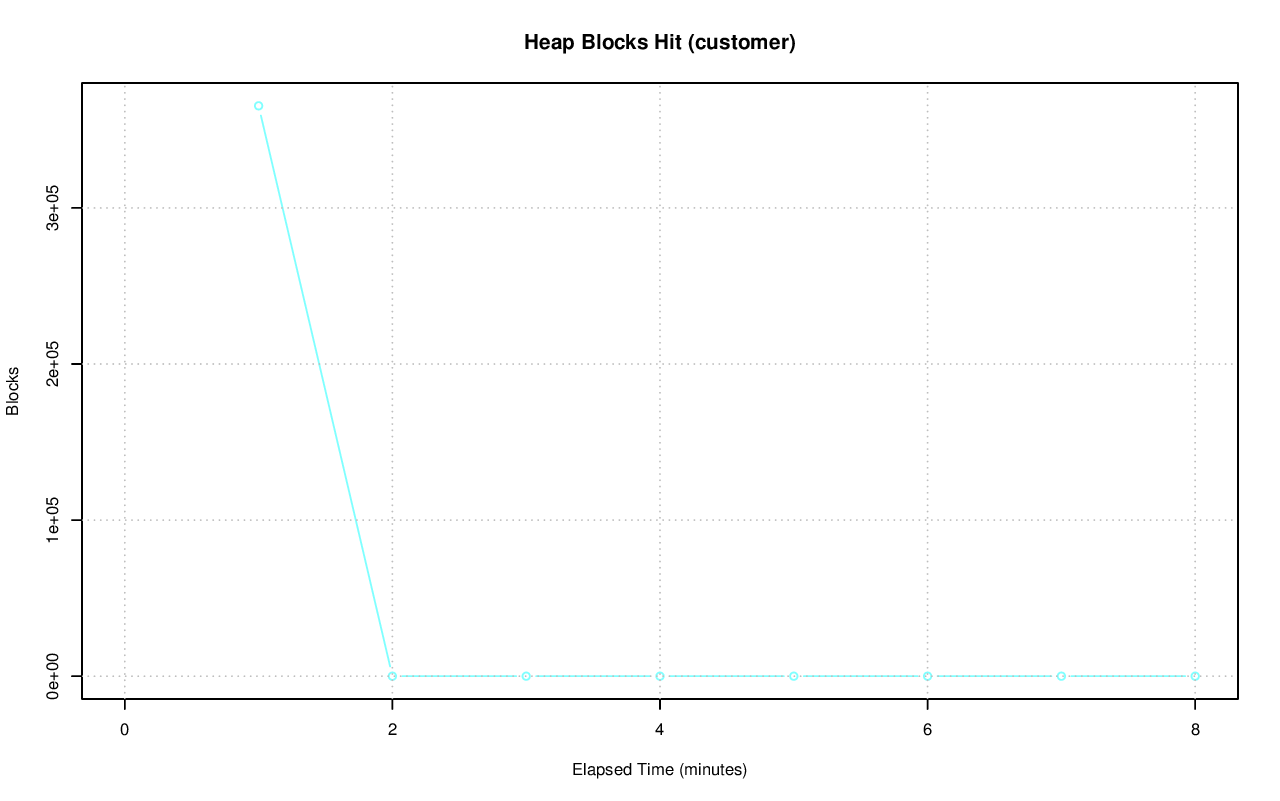 Heap Blocks Hit (customer)
Blocks
3e+05
2e+05
1e+05
0e+00
0 2 4 6 8
Elapsed Time (minutes)